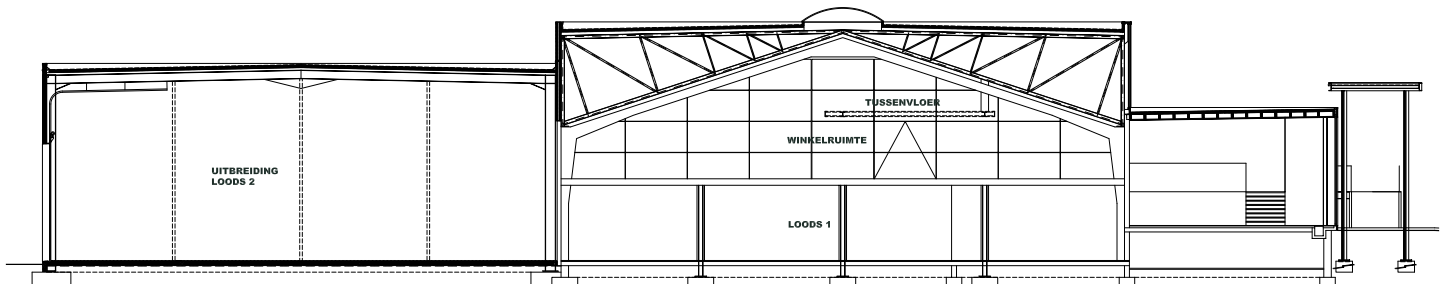 TUSSENVLOER
WINKELRUIMTE
UITBREIDING
LOODS 2
LOODS 1